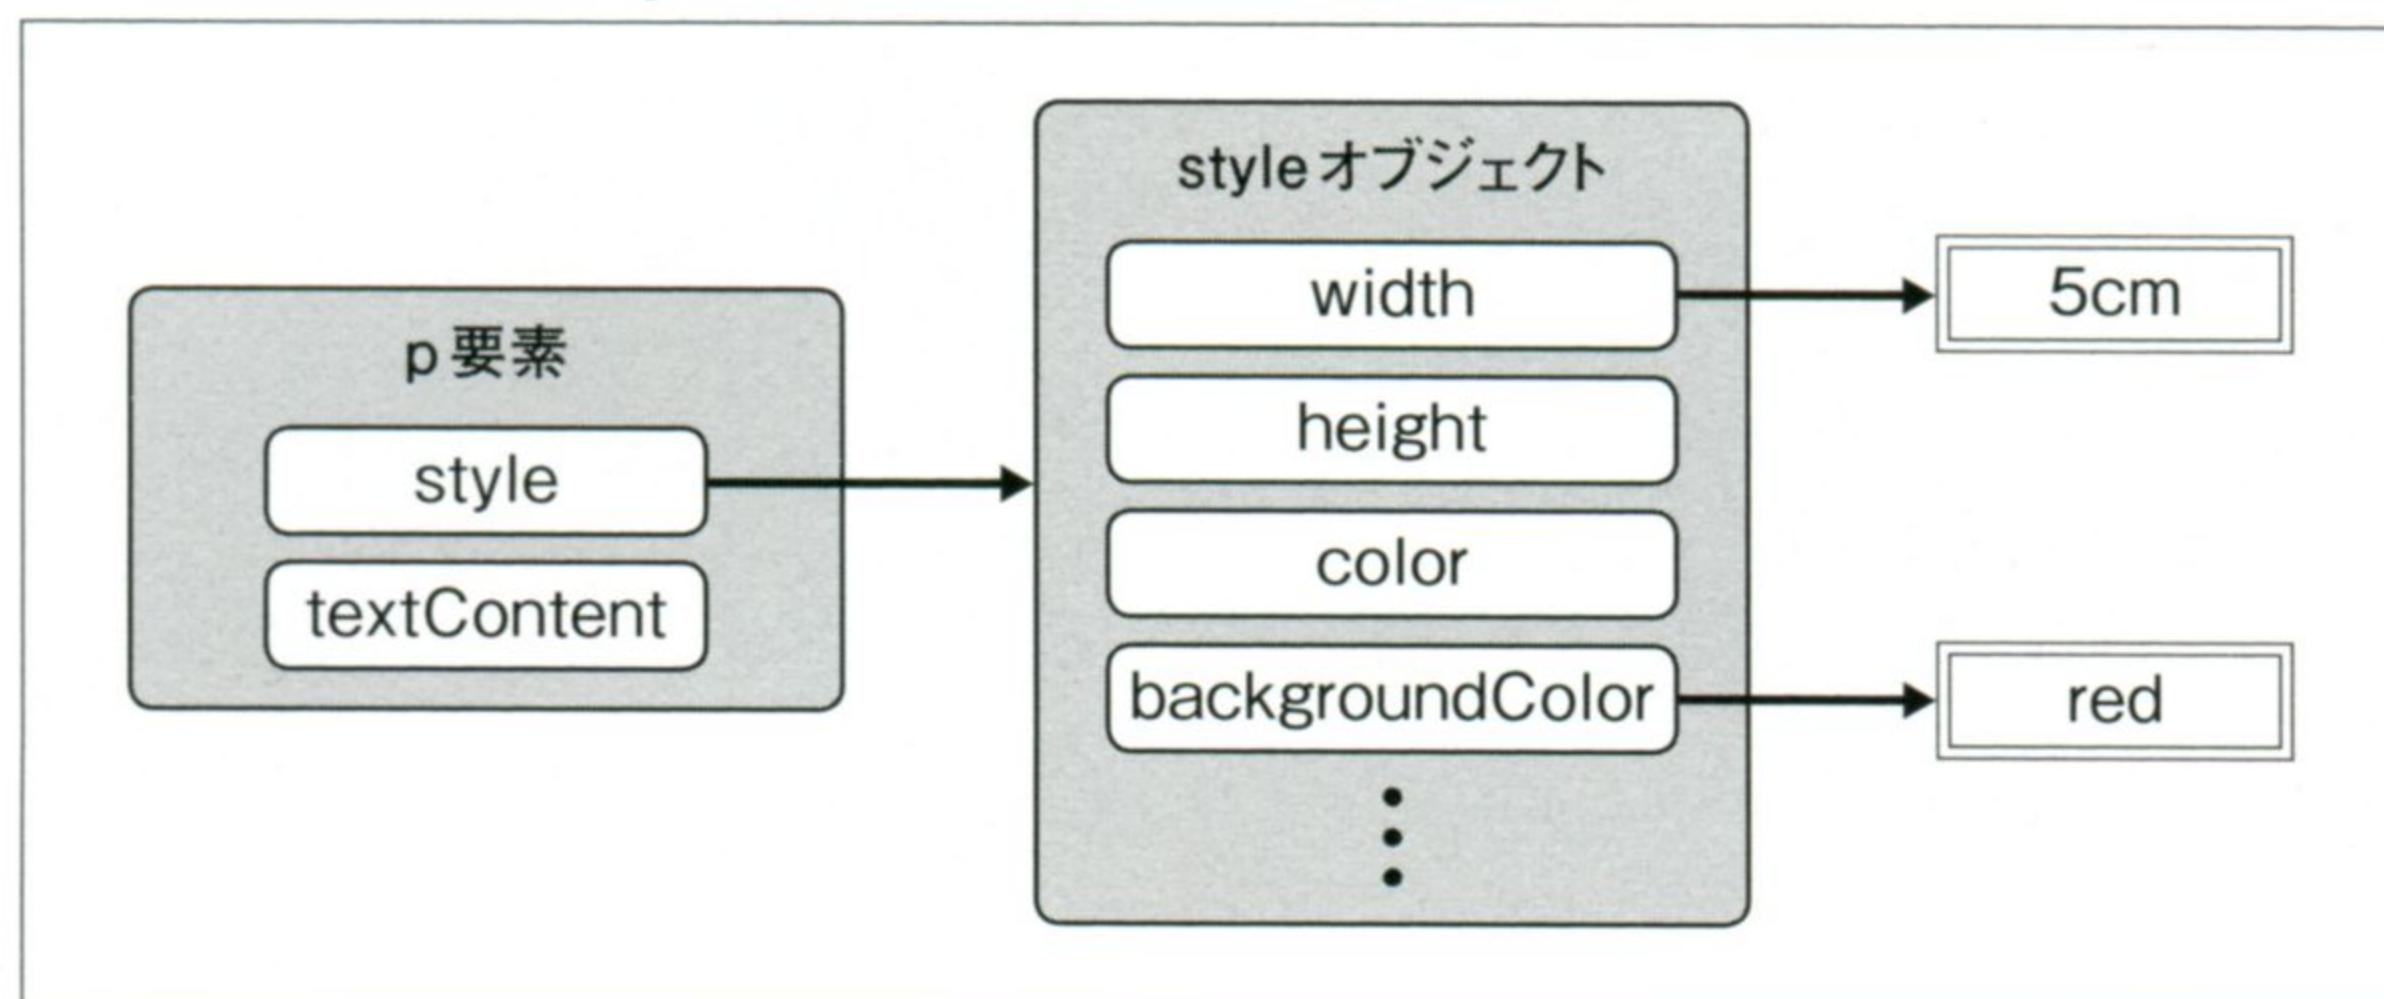 p要素
style
textContent
styleオブジェクト
width
height
color
backgroundColor
5cm
red